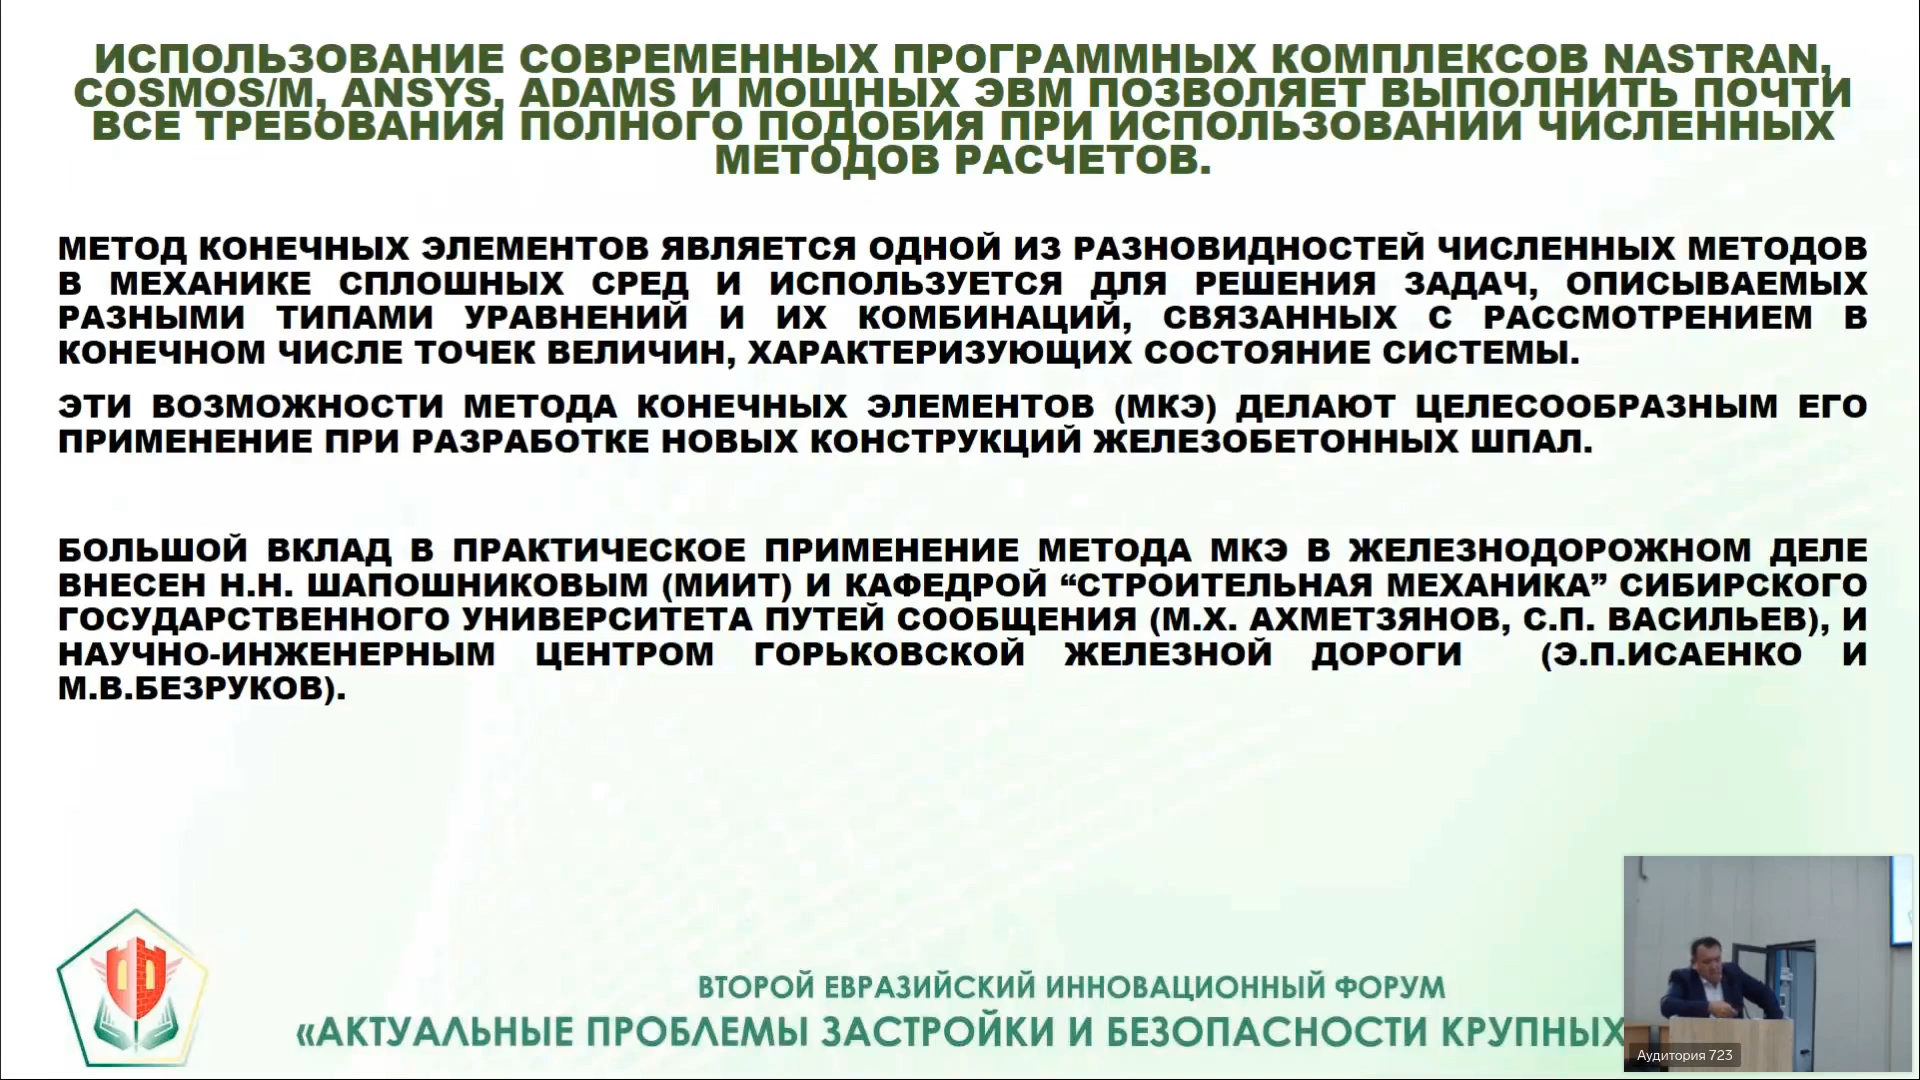 ИСПОЛЬЗОВАНИЕ СОВРЕМЕННЫХ ПРОГРАММНЫХ КОМПЛЕКСОВ NASTRAN,
COSMOS/M, ANSYS, ADAMS И МОЩНЫХ ЭВМ ПОЗВОЛЯЕТ ВЫПОЛНИТЬ ПОЧТИ
ВСЕ ТРЕБОВАНИЯ ПОЛНОГО ПОДОБИЯ ПРИ ИСПОЛЬЗОВАНИИ ЧИСЛЕННЫХ
МЕТОДОВ РАСЧЕТОВ.
МЕТОД КОНЕЧНЫХ ЭЛЕМЕНТОВ ЯВЛЯЕТСЯ ОДНОЙ ИЗ РАЗНОВИДНОСТЕЙ ЧИСЛЕННЫХ МЕТОДОВ
В МЕХАНИКЕ СПЛОШНЫХ СРЕД И ИСПОЛЬЗУЕТСЯ ДЛЯ РЕШЕНИЯ ЗАДАЧ, ОПИСЫВАЕМЫХ
РАЗНЫМИ ТИПАМИ УРАВНЕНИЙ И ИХ КОМБИНАЦИЙ, СВЯЗАННЫХ С РАССМОТРЕНИЕМ В
КОНЕЧНОМ ЧИСЛЕ ТОЧЕК ВЕЛИЧИН, ХАРАКТЕРИЗУЮЩИХ СОСТОЯНИЕ СИСТЕМЫ.
ЭТИ ВОЗМОЖНОСТИ МЕТОДА КОНЕЧНЫХ ЭЛЕМЕНТОВ (МКЭ) ДЕЛАЮТ ЦЕЛЕСООБРАЗНЫМ ЕГО
ПРИМЕНЕНИЕ ПРИ РАЗРАБОТКЕ НОВЫХ КОНСТРУКЦИЙ ЖЕЛЕЗОБЕТОННЫХ ШПАЛ.
БОЛЬШОЙ ВКЛАД В ПРАКТИЧЕСКОЕ ПРИМЕНЕНИЕ МЕТОДА МКЭ В ЖЕЛЕЗНОДОРОЖНОМ ДЕЛЕ
ВНЕСЕН Н.Н. ШАПОШНИКОВЫМ (МИИТ) И КАФЕДРОЙ “СТРОИТЕЛЬНАЯ МЕХАНИКА” СИБИРСКОГО
ГОСУДАРСТВЕННОГО УНИВЕРСИТЕТА ПУТЕЙ СООБЩЕНИЯ (М.Х. АХМЕТЗЯНОВ, С.П. ВАСИЛЬЕВ), И
НАУЧНО-ИНЖЕНЕРНЫМ ЦЕНТРОМ ГОРЬКОВСКОЙ ЖЕЛЕЗНОЙ ДОРОГИ (Э.П.ИСАЕНКО И
М.В.БЕЗРУКОВ).
ВТОРОЙ ЕВРАЗИЙСКИЙ ИННОВАЦИОННЫЙ ФОРУМ
«АКТУАЛЬНЫЕ ПРОБЛЕМЫ ЗАСТРОЙКИ И БЕЗОПАСНОСТИ КРУПНЫХ
Аудитория 723